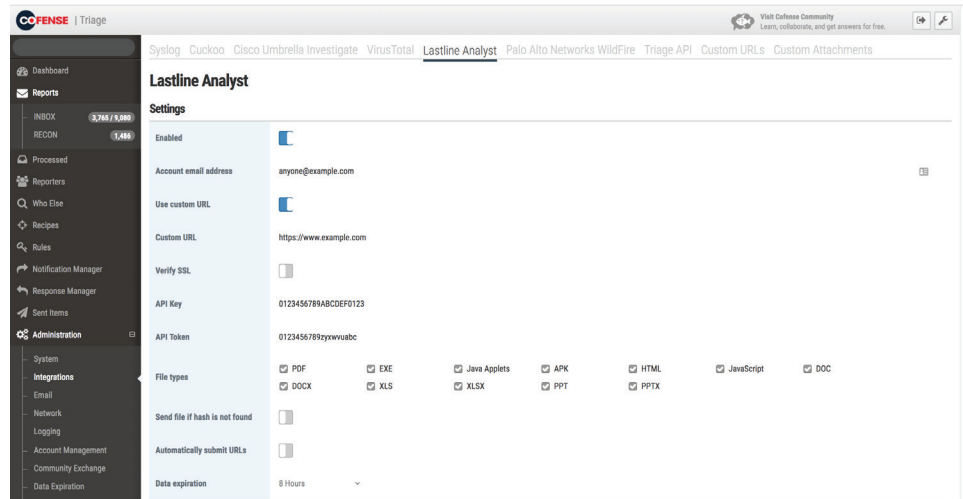 COFENSE | Triage
Visit Cofense Community
Learn, collaborate, and get answers for free.
Syslog Cuckoo Cisco Umbrella Investigate VirusTotal Lastline Analyst Palo Alto Networks WildFire Triage API Custom URLs Custom Attachments
Dashboard
Reports
INBOX 3,765 / 9,080
RECON 1,486
Processed
Reporters
Who Else
Recipes
Rules
Notification Manager
Response Manager
Sent Items
Administration
System
Integrations
Email
Network
Logging
Account Management
Community Exchange
Data Expiration
Lastline Analyst
Settings
Enabled
Account email address anyone@example.com
Use custom URL
Custom URL https://www.example.com
Verify SSL
API Key 0123456789ABCDEF0123
API Token 0123456789zyxwvuabc
File types
PDF EXE Java Applets APK HTML JavaScript DOC
DOCX XLS XLSX PPT PPTX
Send file if hash is not found
Automatically submit URLs
Data expiration 8 Hours